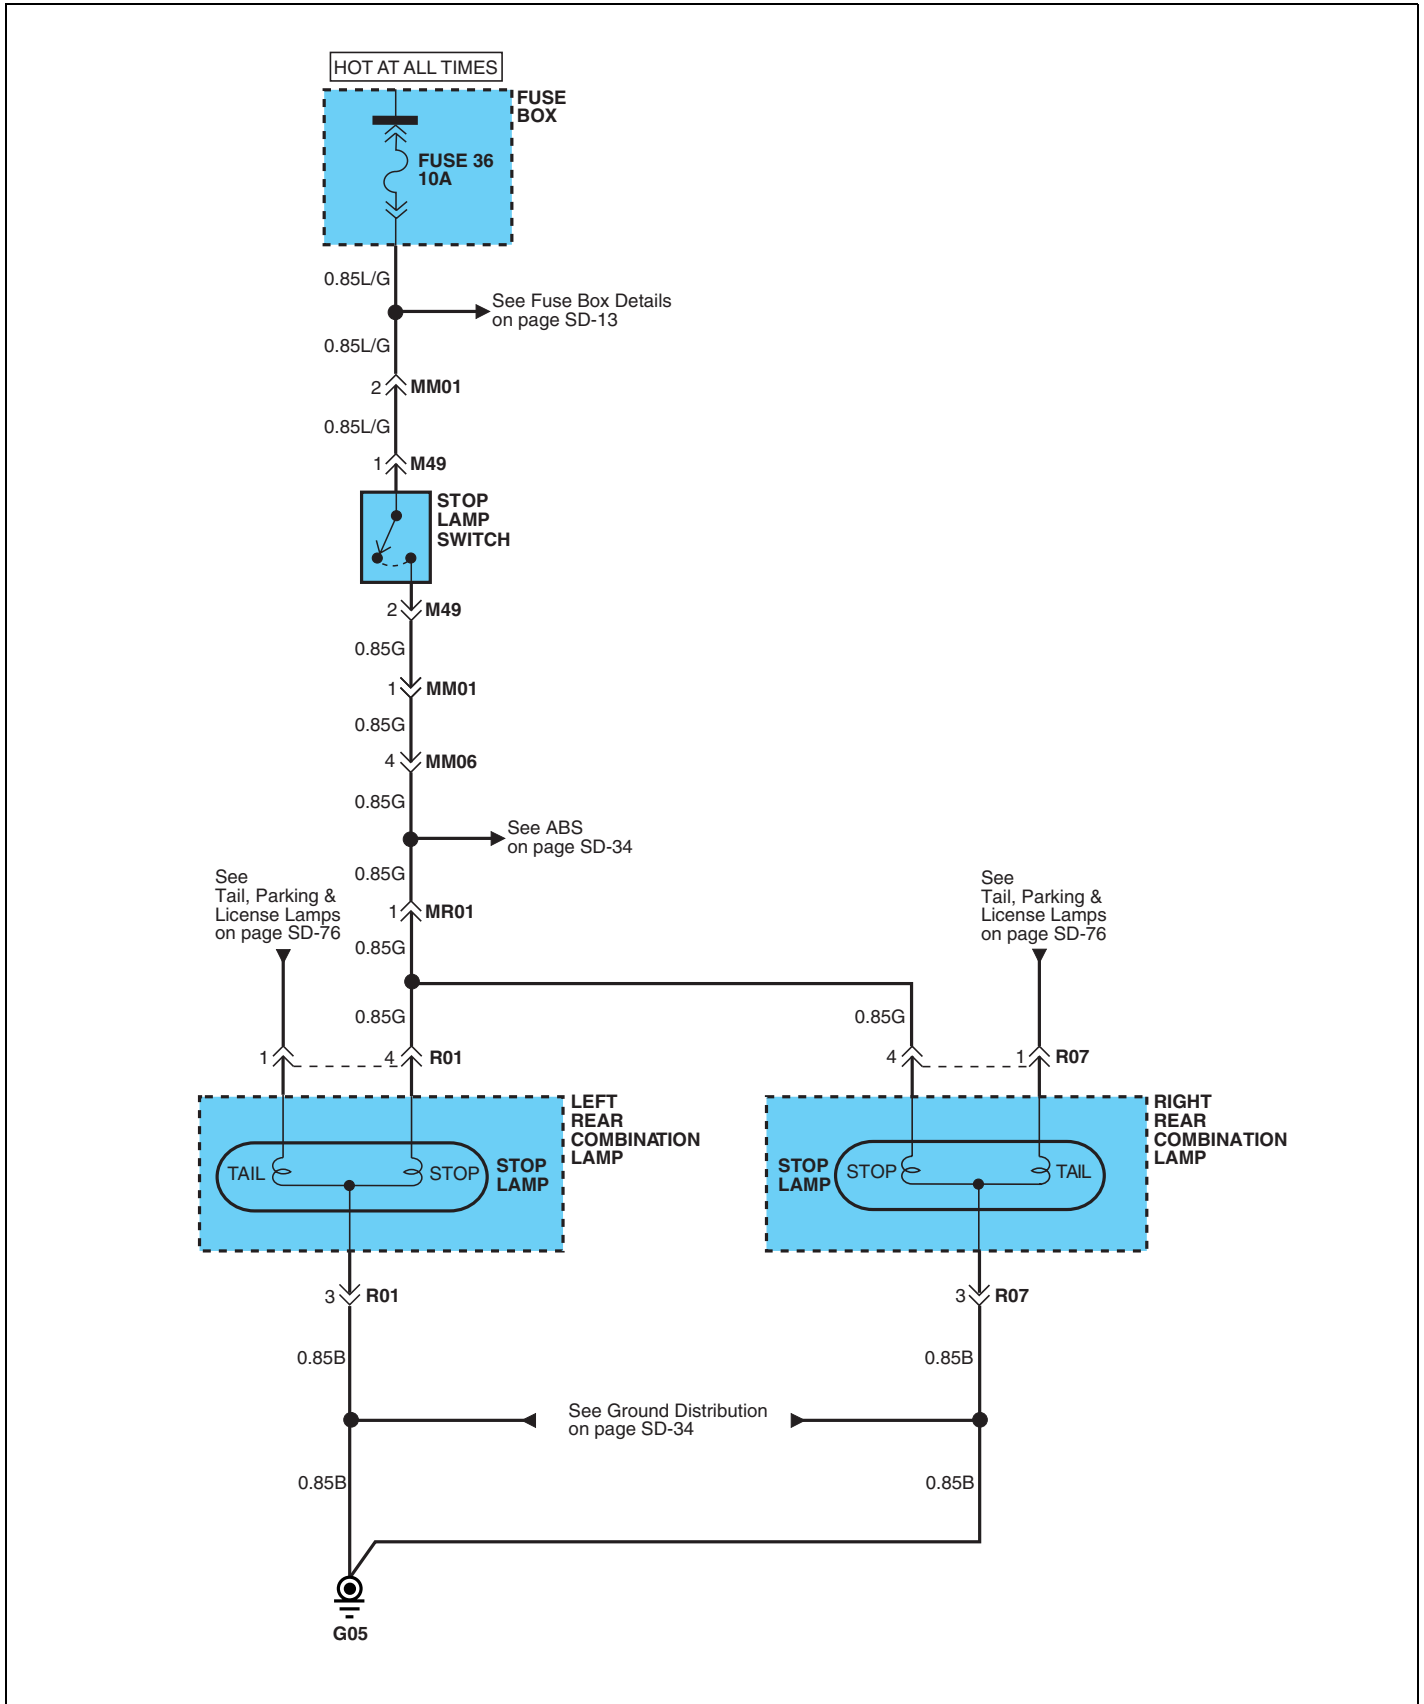 HOT AT ALL TIMES
FUSE
BOX
FUSE 36
10A
0.85L/G
See Fuse Box Details
on page SD-13
0.85L/G
2 MM01
0.85L/G
1 M49
STOP
LAMP
SWITCH
2 M49
0.85G
1 MM01
0.85G
4 MM06
0.85G
See ABS
on page SD-34
0.85G
See
Tail, Parking &
License Lamps
on page SD-76
1 MR01
0.85G
See
Tail, Parking &
License Lamps
on page SD-76
0.85G
0.85G
1 4 R01
4 1 R07
LEFT
REAR
COMBINATION
LAMP
TAIL STOP
STOP
LAMP
RIGHT
REAR
COMBINATION
LAMP
STOP
LAMP
STOP TAIL
3 R01
3 R07
0.85B
0.85B
See Ground Distribution
on page SD-34
0.85B
0.85B
G05